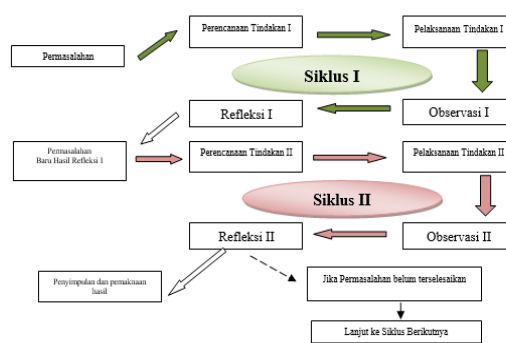 Perencanaan Tindakan I
Pelaksanaan Tindakan I
Permasalahan
Siklus I
Refleksi I
Observasi I
Permasalahan
Baru Hasil Refleksi I
Perencanaan Tindakan II
Pelaksanaan Tindakan II
Siklus II
Refleksi II
Observasi II
Penyimpulan dan pemaknaan
hasil
Jika Permasalahan belum terselesaikan
Lanjut ke Siklus Berikutnya